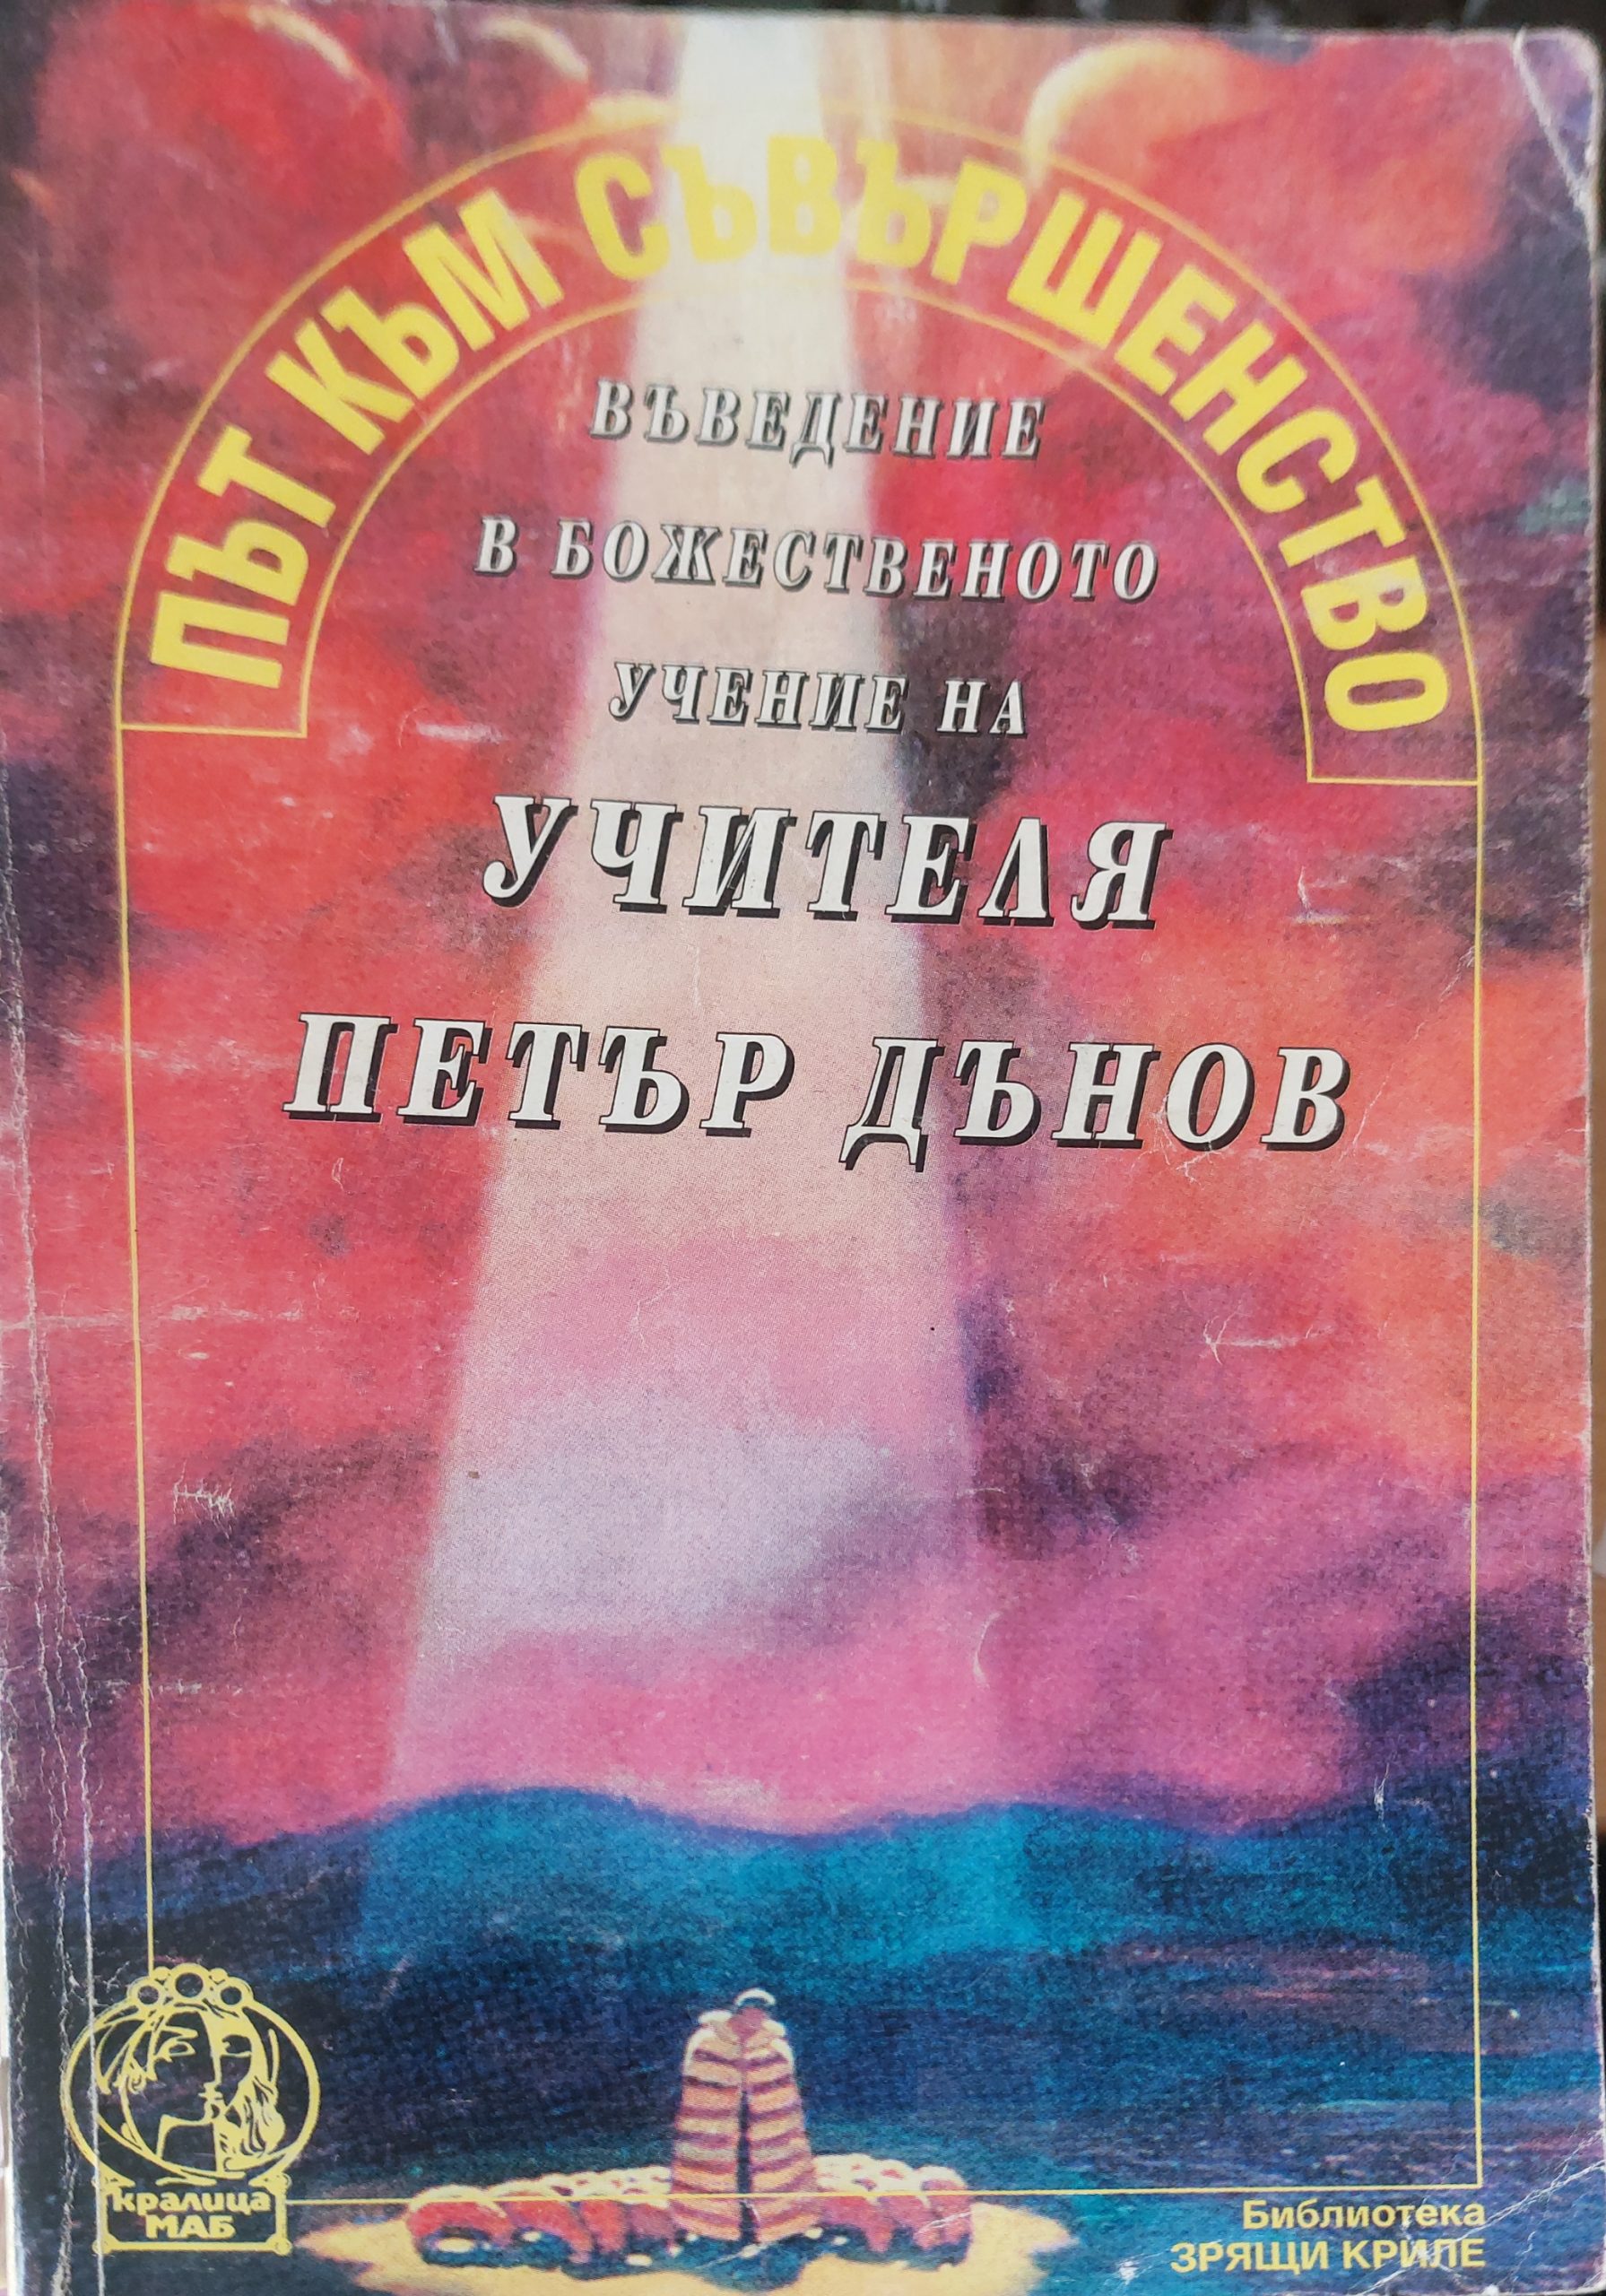 ПЪТ КЪМ СЪВЪРШЕНСТВО
ВЪВЕДЕНИЕ
В БОЖЕСТВЕНОТО
УЧЕНИЕ НА
УЧИТЕЛЯ
ПЕТЪР ДЪНОВ
кралица
МАБ
Библиотека
ЗРЯЩИ КРИЛЕ